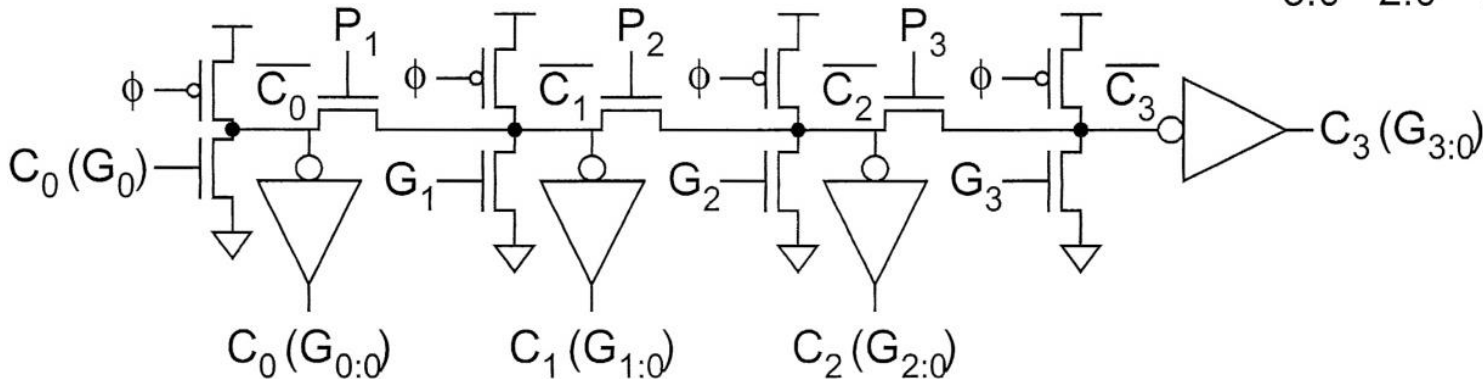 P₁ P₂ P₃
ϕ C̅₀̅ ϕ C̅₁̅ ϕ C̅₂̅ ϕ C̅₃̅
C₀ (G₀) G₁ G₂ G₃ C₃ (G₃:₀)
C₀ (G₀:₀) C₁ (G₁:₀) C₂ (G₂:₀)